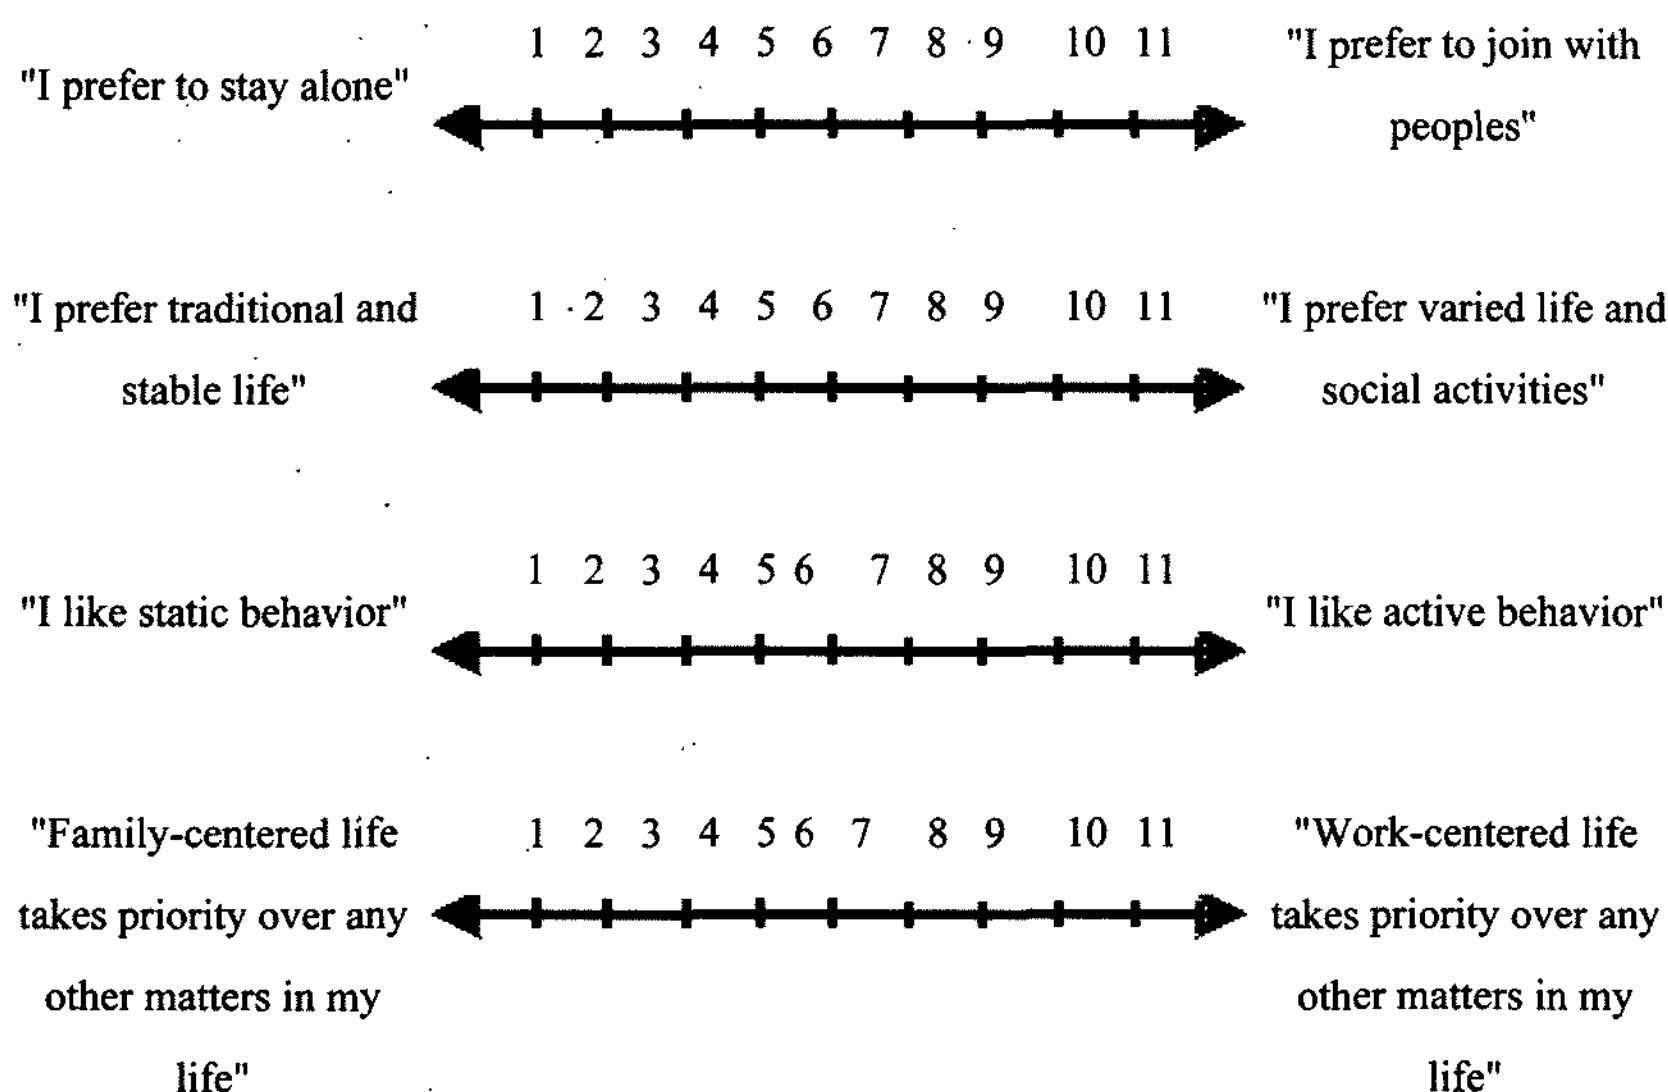 1 2 3 4 5 6 7 8 9 10 11
"I prefer to stay alone"
"I prefer to join with
peoples"
"I prefer traditional and
stable life"
1 2 3 4 5 6 7 8 9 10 11
"I prefer varied life and
social activities"
"I like static behavior"
1 2 3 4 5 6 7 8 9 10 11
"I like active behavior"
"Family-centered life
takes priority over any
other matters in my
life"
1 2 3 4 5 6 7 8 9 10 11
"Work-centered life
takes priority over any
other matters in my
life"